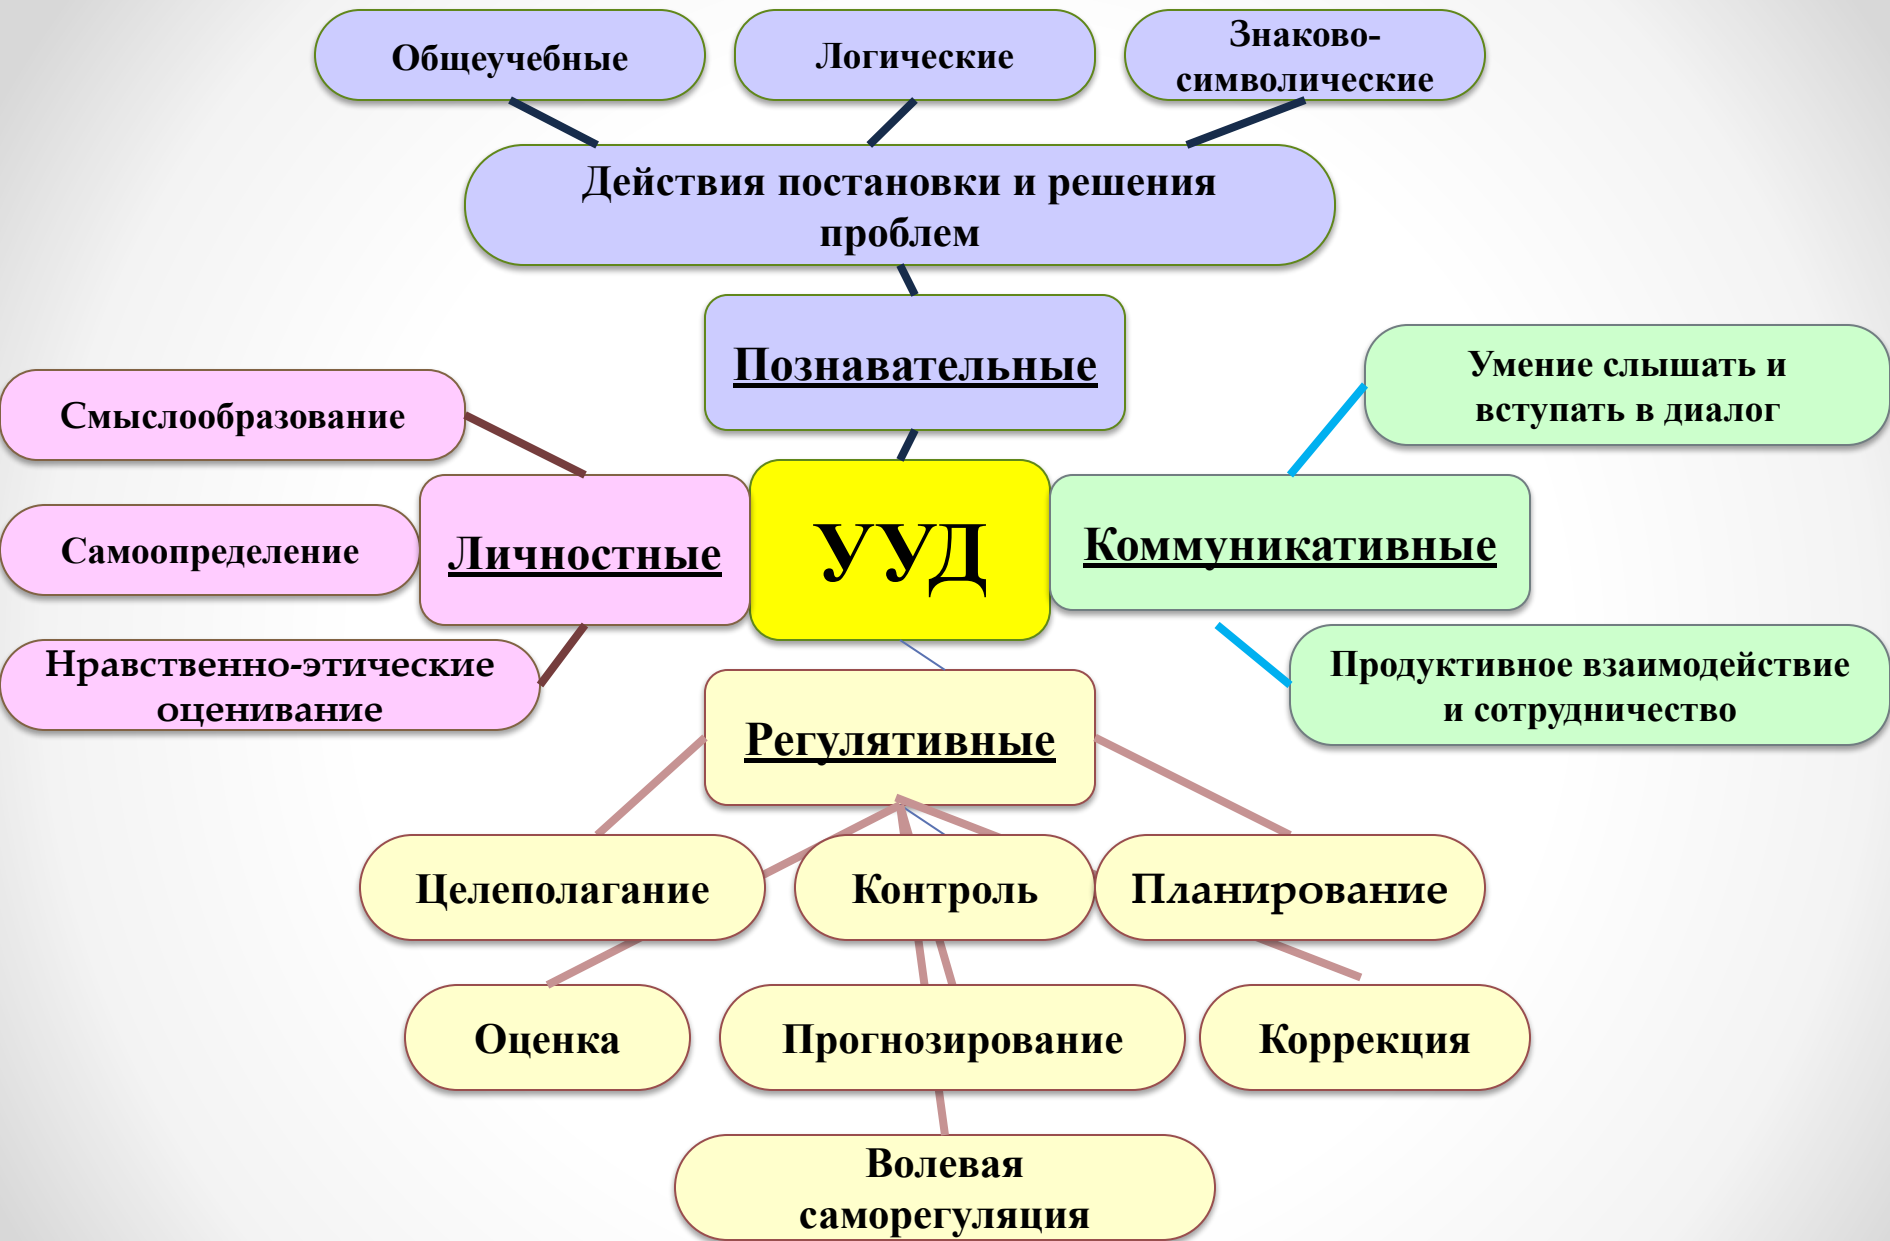 Общеучебные
Логические
Знаково-
символические
Действия постановки и решения
проблем
Познавательные
Умение слышать и
вступать в диалог
Смыслообразование
Самоопределение
Личностные
УУД
Коммуникативные
Нравственно-этические
оценивание
Продуктивное взаимодействие
и сотрудничество
Регулятивные
Целеполагание
Контроль
Планирование
Оценка
Прогнозирование
Коррекция
Волевая
саморегуляция